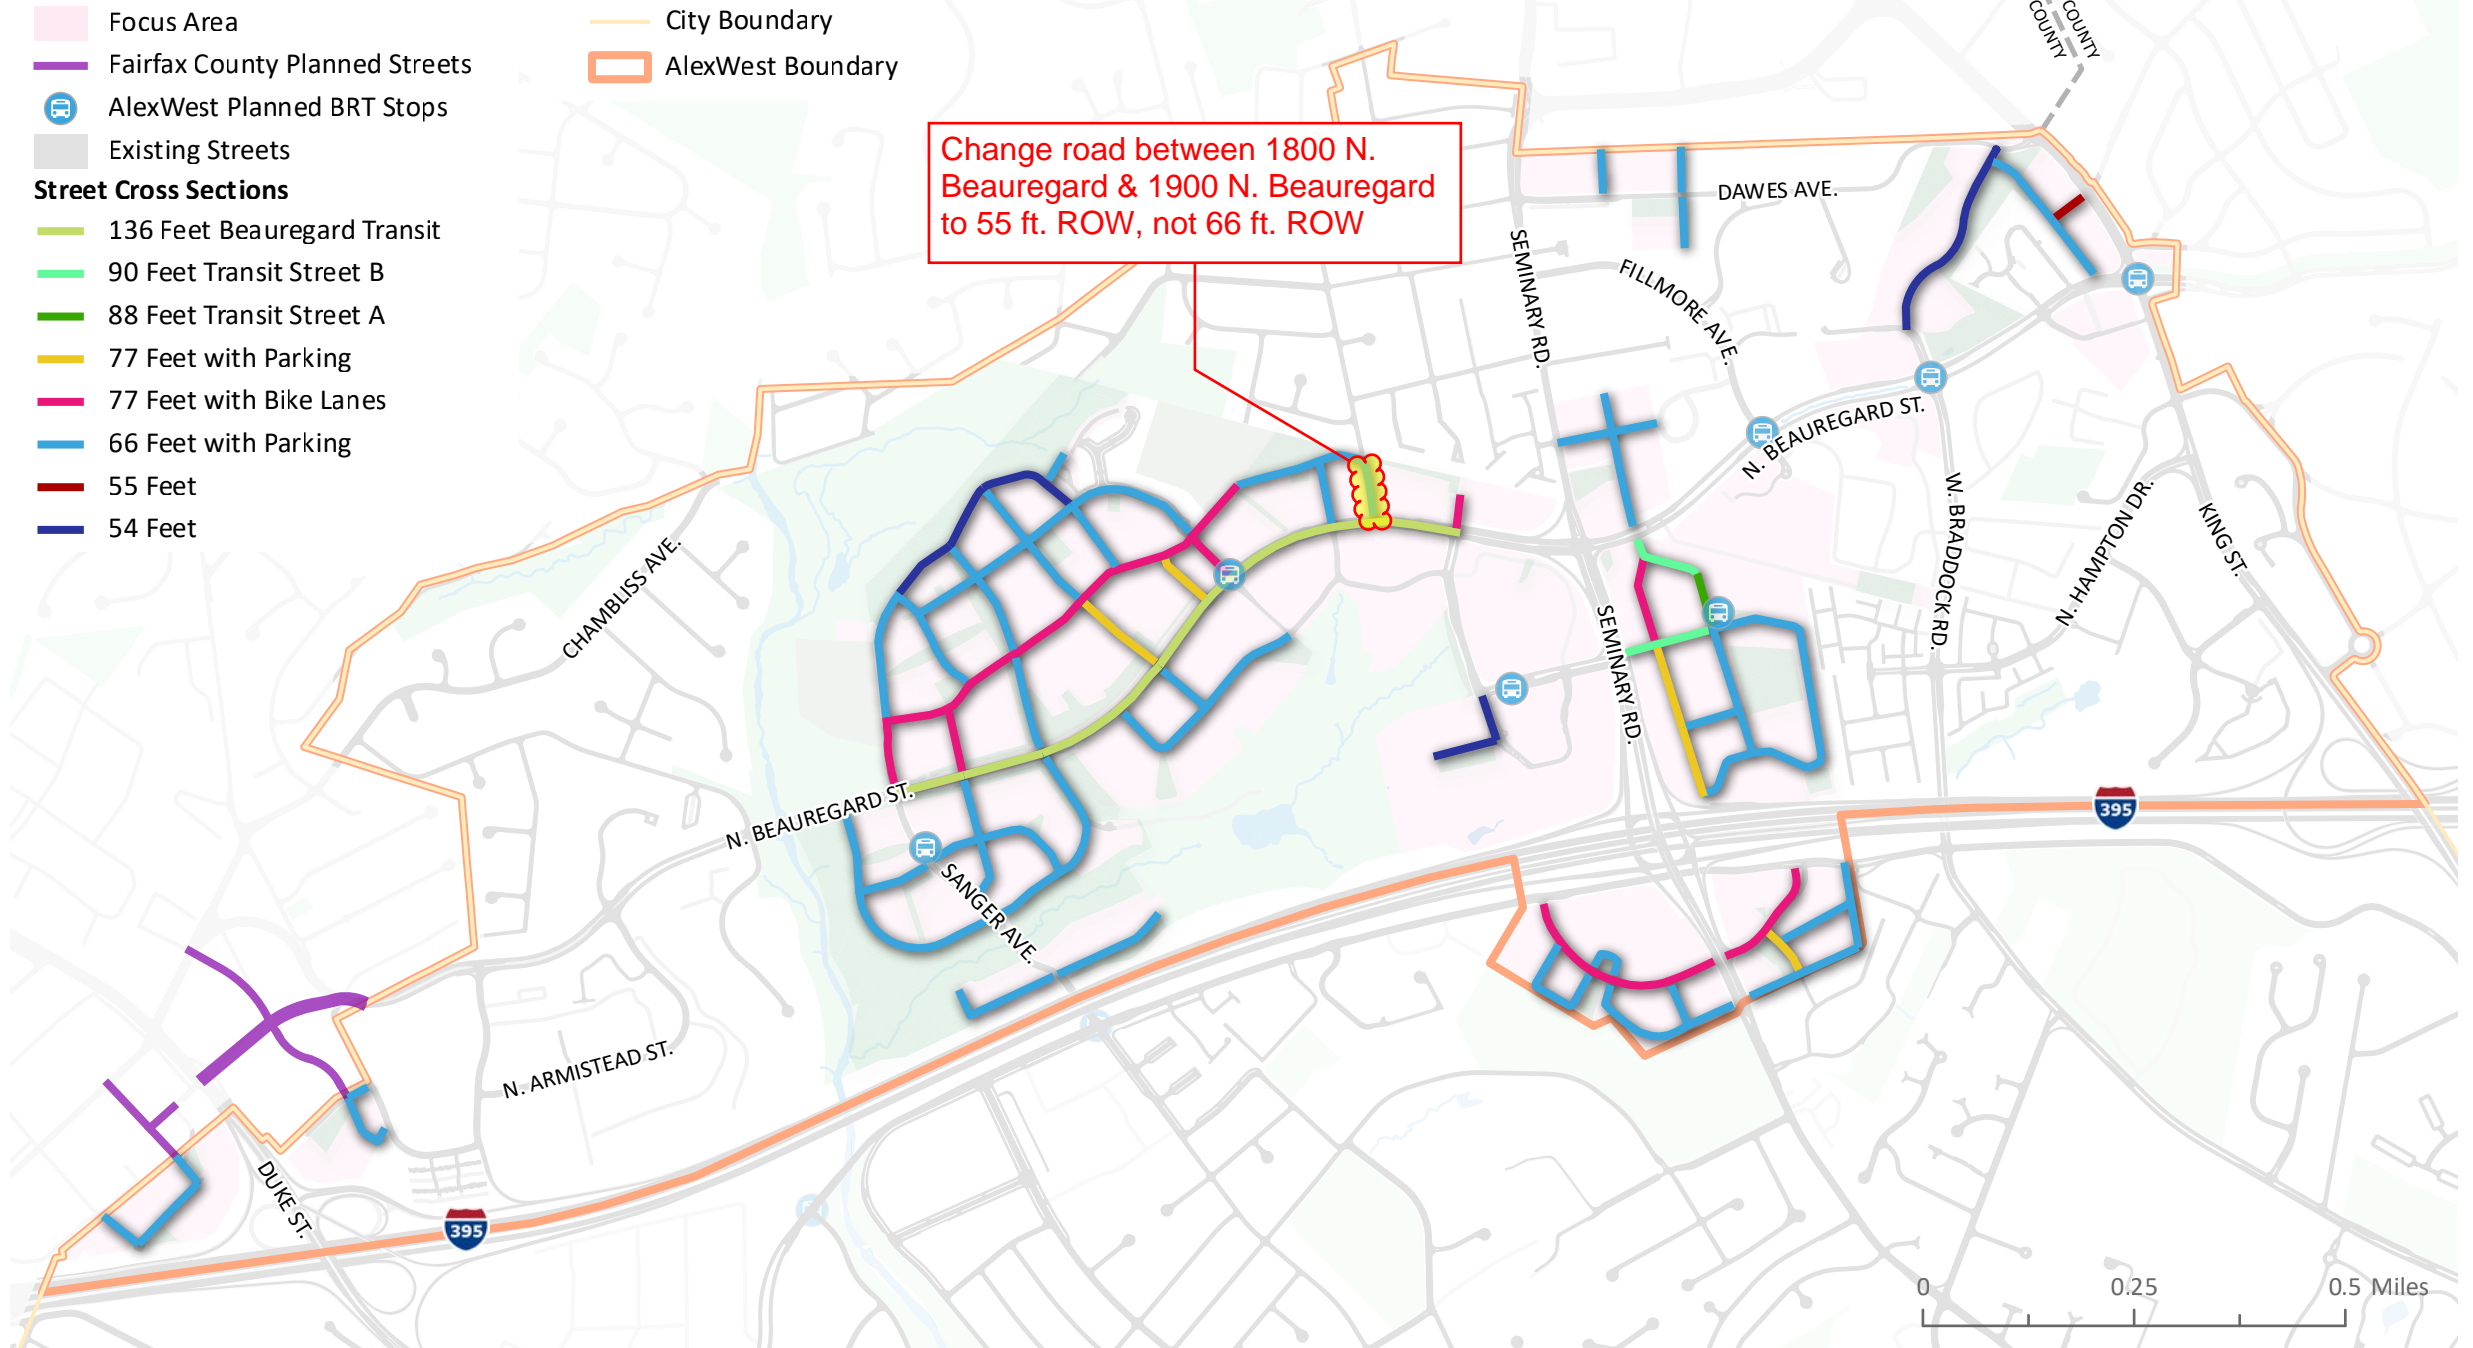 Focus Area
Fairfax County Planned Streets
AlexWest Planned BRT Stops
Existing Streets
Street Cross Sections
136 Feet Beauregard Transit
90 Feet Transit Street B
88 Feet Transit Street A
77 Feet with Parking
77 Feet with Bike Lanes
66 Feet with Parking
55 Feet
54 Feet
City Boundary
AlexWest Boundary
Change road between 1800 N.
Beauregard & 1900 N. Beauregard
to 55 ft. ROW, not 66 ft. ROW
COUNTY
COUNTY
DAWES AVE.
SEMINARY RD.
FILLMORE AVE.
N. BEAUREGARD ST.
W. BRADDOCK RD.
N. HAMPTON DR.
KING ST.
CHAMBLISS AVE.
SEMINARY RD.
N. BEAUREGARD ST.
SANGER AVE.
395
N. ARMISTEAD ST.
DUKE ST.
395
0 0.25 0.5 Miles